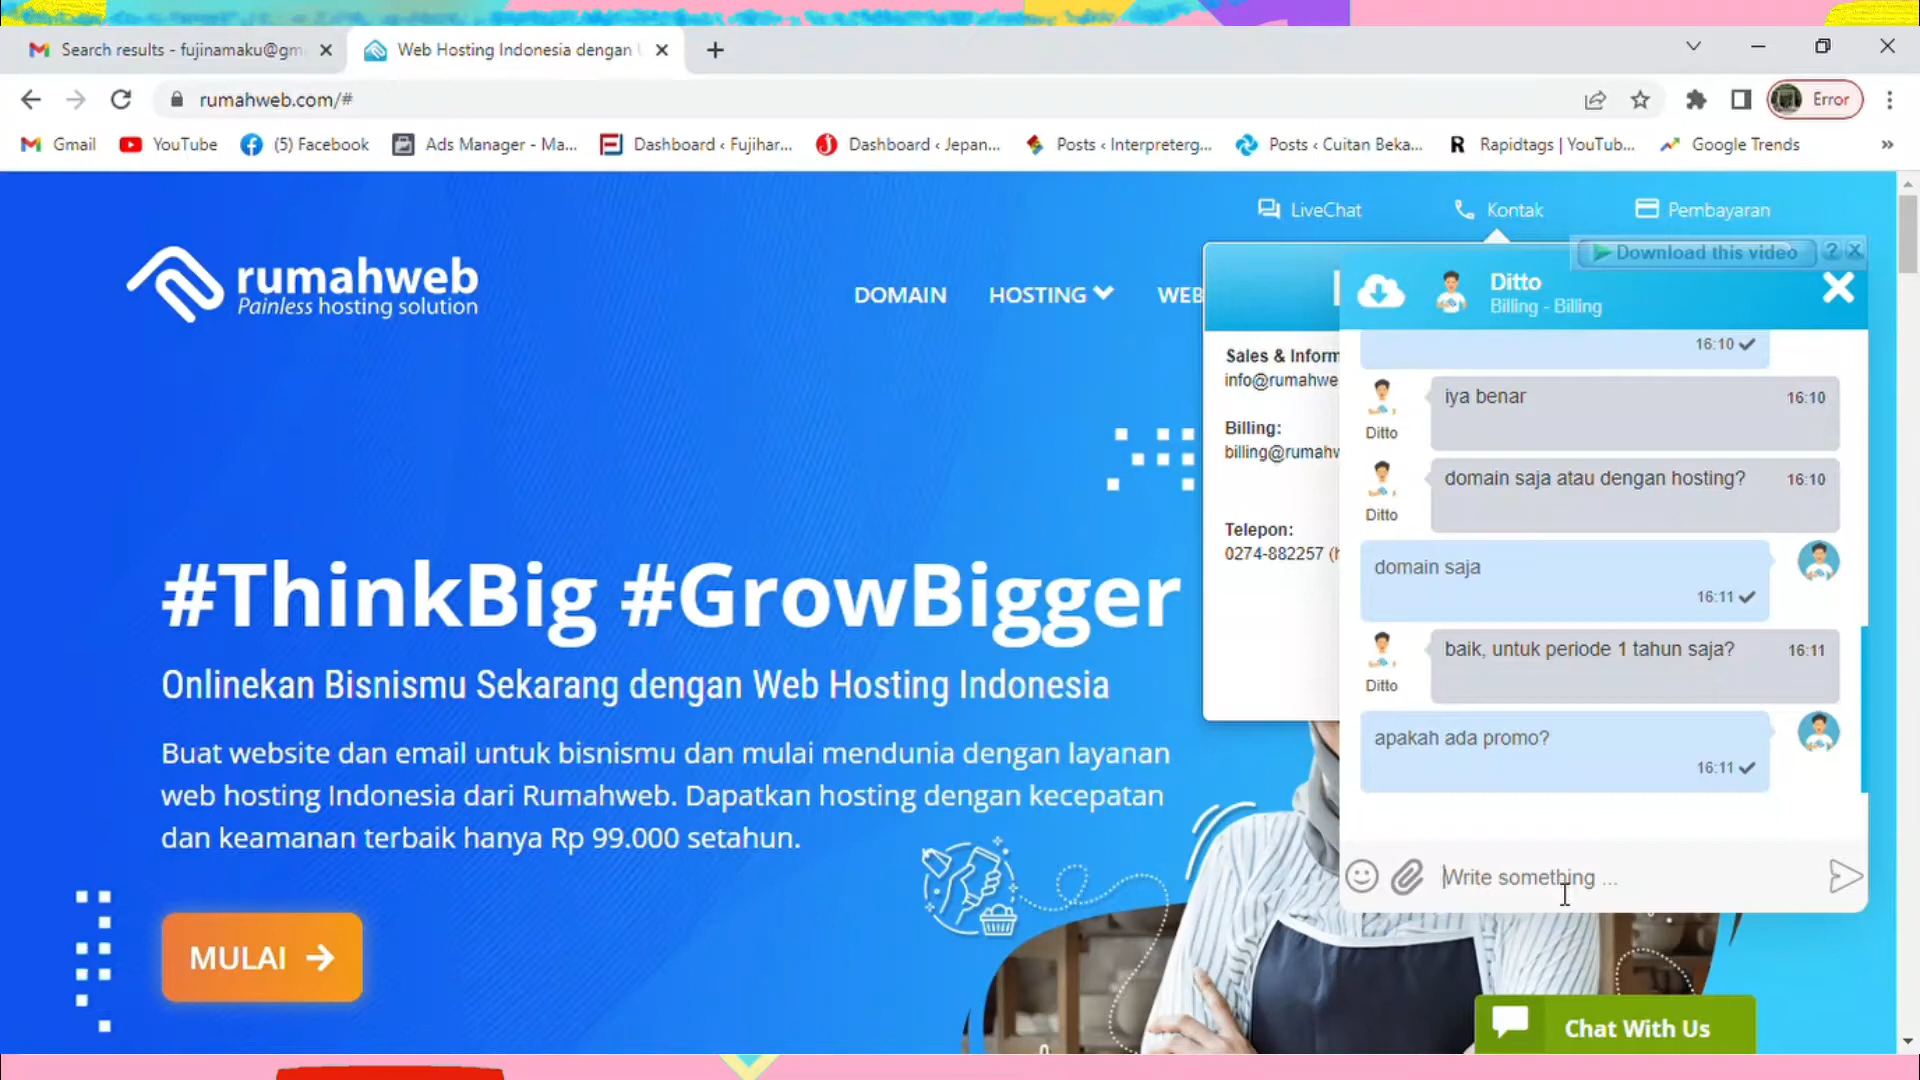 Search results - fujinamaku@gm
Web Hosting Indonesia dengan
rumahweb.com/#
Error
Gmail
YouTube
(5) Facebook
Ads Manager - Ma...
Dashboard ‹ Fujihar...
Dashboard ‹ Jepan...
Posts ‹ Interpreterg...
Posts ‹ Cuitan Beka...
Rapidtags | YouTub...
Google Trends
LiveChat
Kontak
Pembayaran
rumahweb
Painless hosting solution
DOMAIN
HOSTING
WEB
Download this video
Ditto
Billing - Billing
Sales & Inform
info@rumahwe
Billing:
billing@rumahw
Telepon:
0274-882257 (h
16:10
iya benar
16:10
Ditto
domain saja atau dengan hosting?
16:10
Ditto
domain saja
16:11
baik, untuk periode 1 tahun saja?
16:11
Ditto
apakah ada promo?
16:11
Write something ...
#ThinkBig #GrowBigger
Onlinekan Bisnismu Sekarang dengan Web Hosting Indonesia
Buat website dan email untuk bisnismu dan mulai mendunia dengan layanan
web hosting Indonesia dari Rumahweb. Dapatkan hosting dengan kecepatan
dan keamanan terbaik hanya Rp 99.000 setahun.
MULAI
Chat With Us